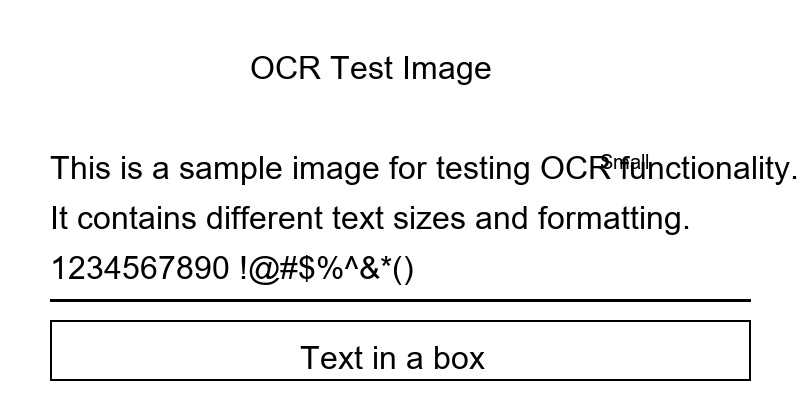 OCR Test Image
Small
This is a sample image for testing OCR functionality.
It contains different text sizes and formatting.
1234567890 !@#$%^&*()
Text in a box